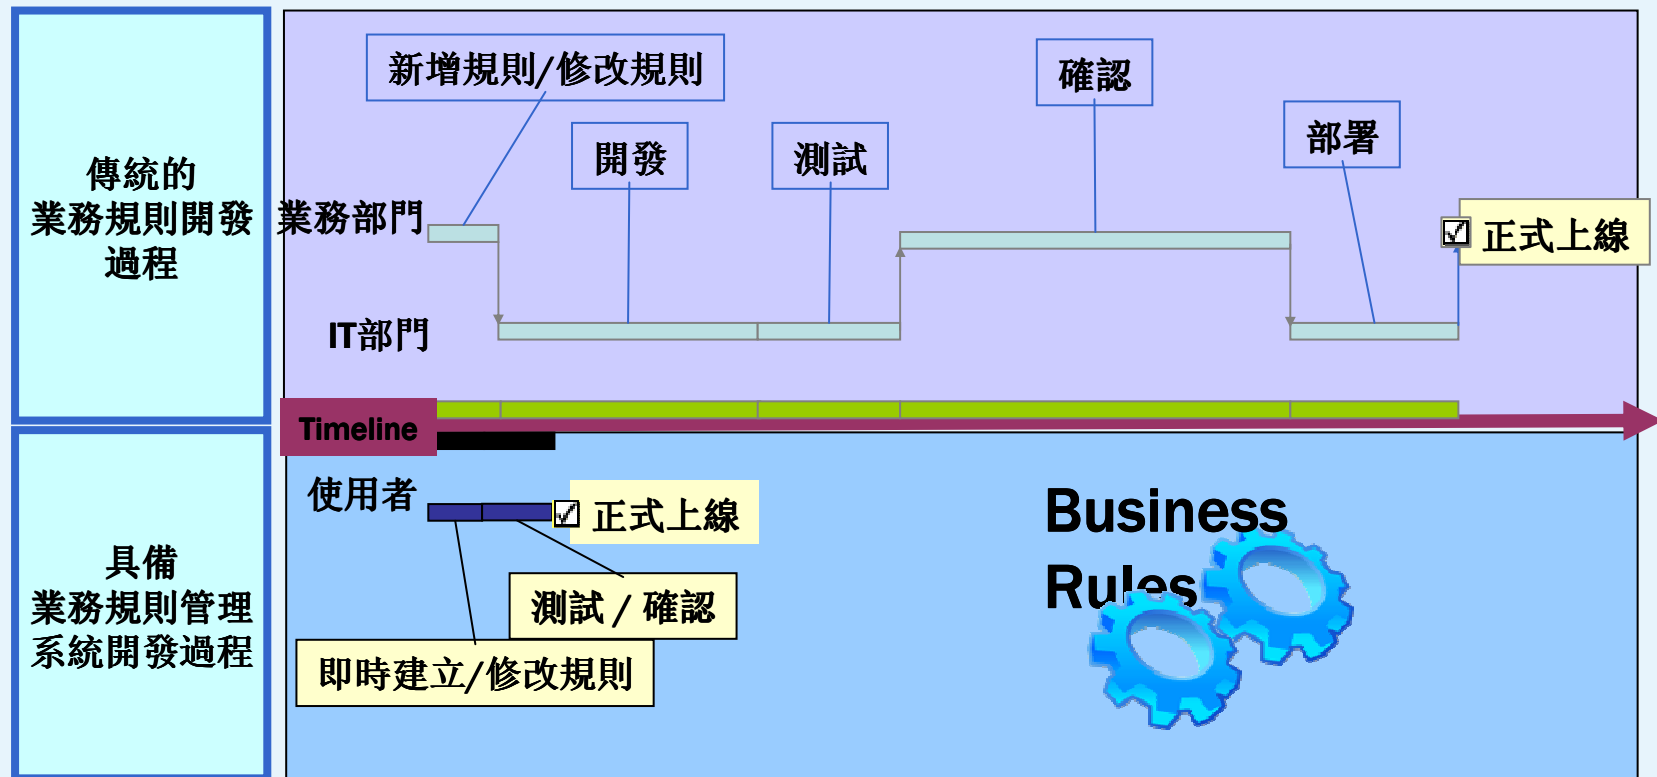 傳統的
業務規則開發
過程
新增規則/修改規則
確認
開發
測試
部署
業務部門
正式上線
IT部門
Timeline
具備
業務規則管理
系統開發過程
使用者
正式上線
測試 / 確認
即時建立/修改規則
Business
Rules